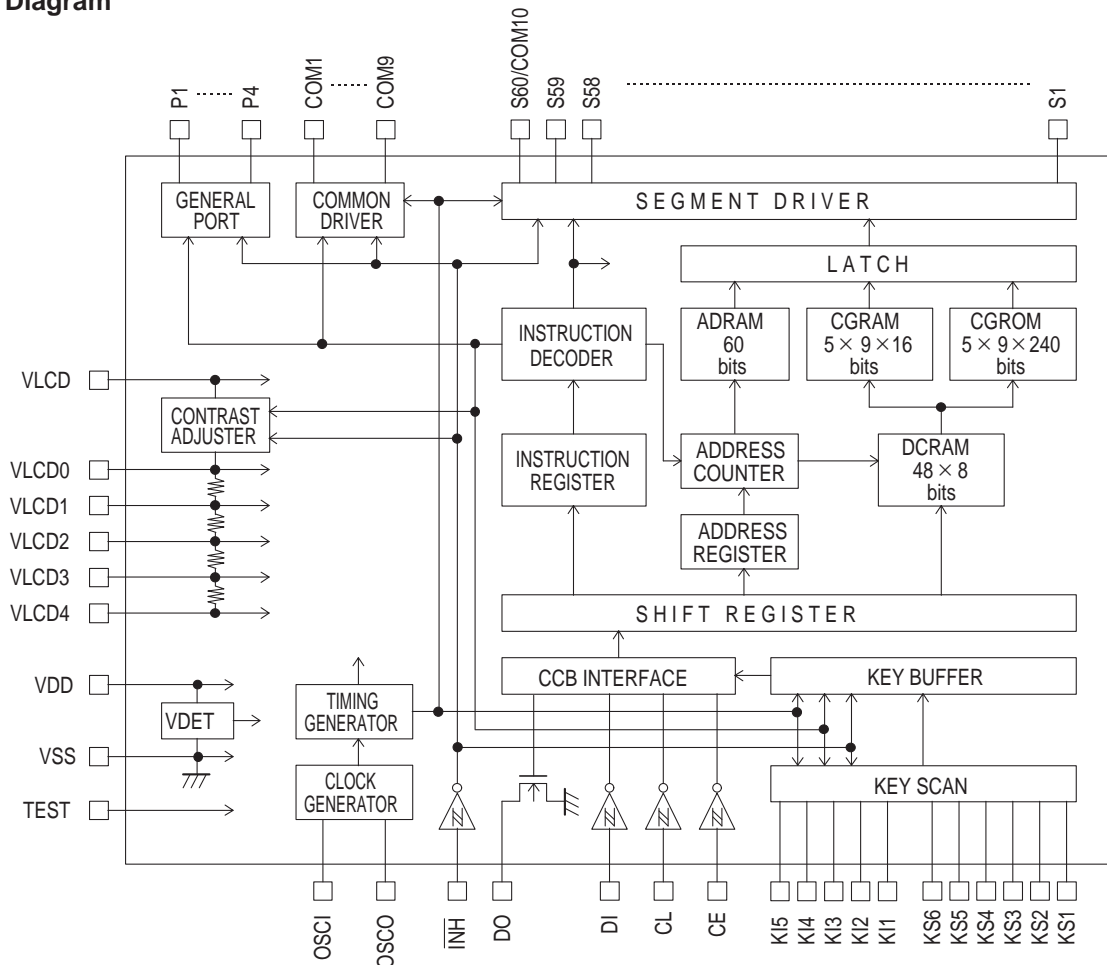 Diagram
P1
P4
COM1
COM9
S60/COM10
S59
S58
S1
GENERAL
PORT
COMMON
DRIVER
SEGMENT DRIVER
LATCH
INSTRUCTION
DECODER
ADRAM
60
bits
CGRAM
5 × 9 × 16
bits
CGROM
5 × 9 × 240
bits
VLCD
CONTRAST
ADJUSTER
VLCD0
VLCD1
VLCD2
VLCD3
VLCD4
INSTRUCTION
REGISTER
ADDRESS
COUNTER
DCRAM
48 × 8
bits
ADDRESS
REGISTER
SHIFT REGISTER
CCB INTERFACE
KEY BUFFER
VDD
VDET
VSS
TEST
TIMING
GENERATOR
CLOCK
GENERATOR
KEY SCAN
OSCI
OSCO
INH
DO
DI
CL
CE
KI5
KI4
KI3
KI2
KI1
KS6
KS5
KS4
KS3
KS2
KS1